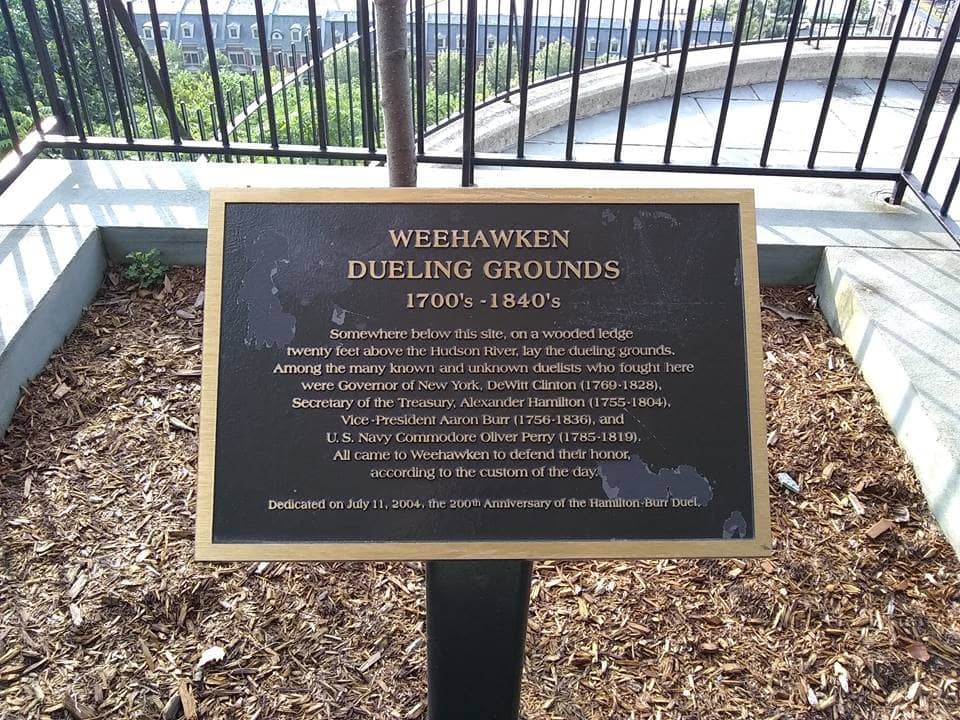 WEEHAWKEN
DUELING GROUNDS
1700's - 1840's
Somewhere below this site, on a wooded ledge
twenty feet above the Hudson River, lay the dueling grounds.
Among the many known and unknown duelists who fought here
were Governor of New York, DeWitt Clinton (1769-1828),
Secretary of the Treasury, Alexander Hamilton (1755-1804),
Vice-President Aaron Burr (1756-1836), and
U. S. Navy Commodore Oliver Perry (1785-1819).
All came to Weehawken to defend their honor,
according to the custom of the day.
Dedicated on July 11, 2004, the 200th Anniversary of the Hamilton-Burr Duel.